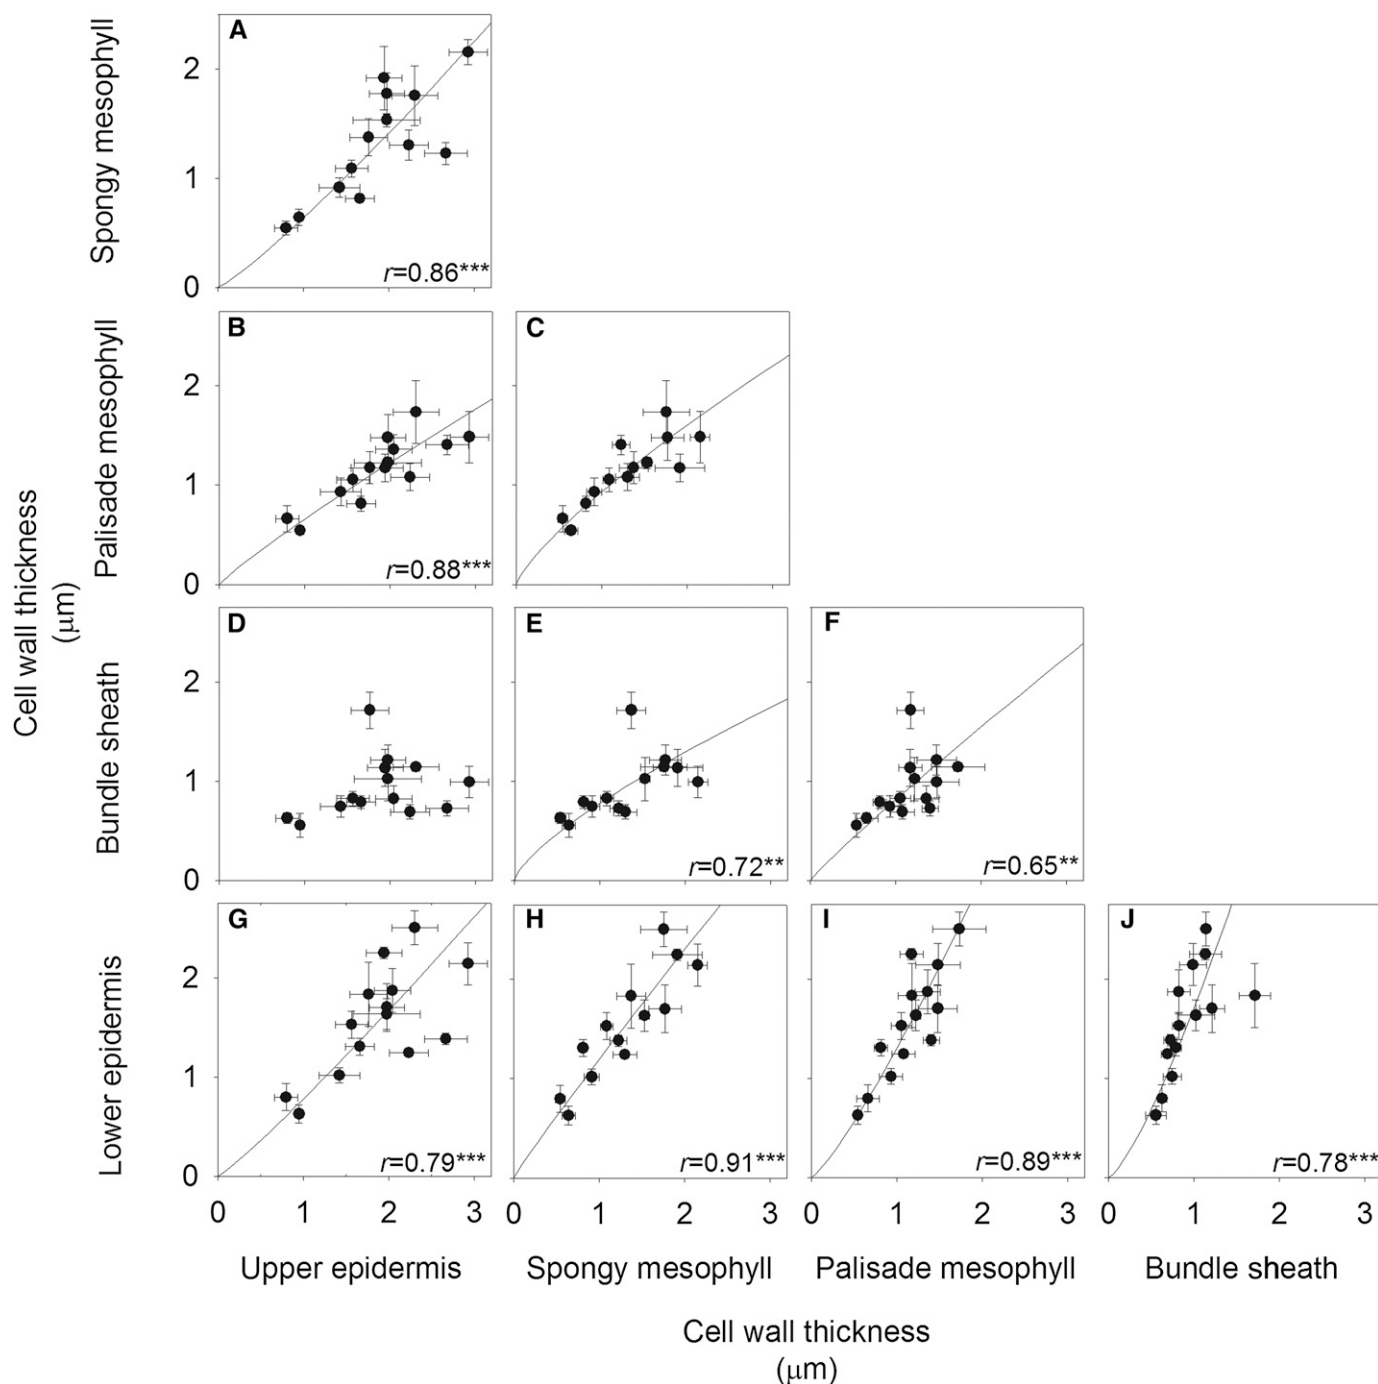 A
Spongy mesophyll
2
1
0
r=0.86***
B
C
Palisade mesophyll
2
1
0
r=0.88***
Cell wall thickness
(μm)
D
E
F
Bundle sheath
2
1
0
r=0.72**
r=0.65**
G
H
I
J
Lower epidermis
2
1
0
r=0.79***
r=0.91***
r=0.89***
r=0.78***
0 1 2 3 0 1 2 3 0 1 2 3 0 1 2 3
Upper epidermis Spongy mesophyll Palisade mesophyll Bundle sheath
Cell wall thickness
(μm)